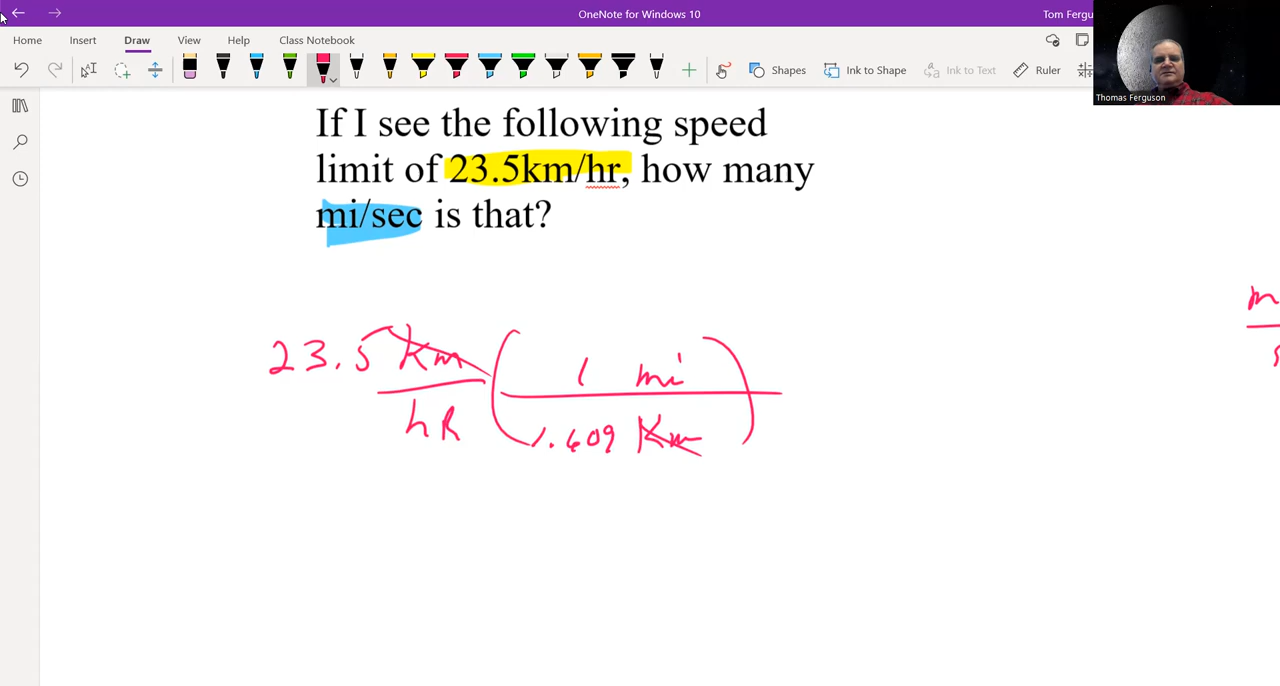 OneNote for Windows 10
Tom Fergu
Home Insert Draw View Help Class Notebook
Shapes Ink to Shape Ink to Text Ruler
Thomas Ferguson
If I see the following speed
limit of 23.5km/hr, how many
mi/sec is that?
23.5 Km ( 1 mi )
hR 1.609 Km
m
s